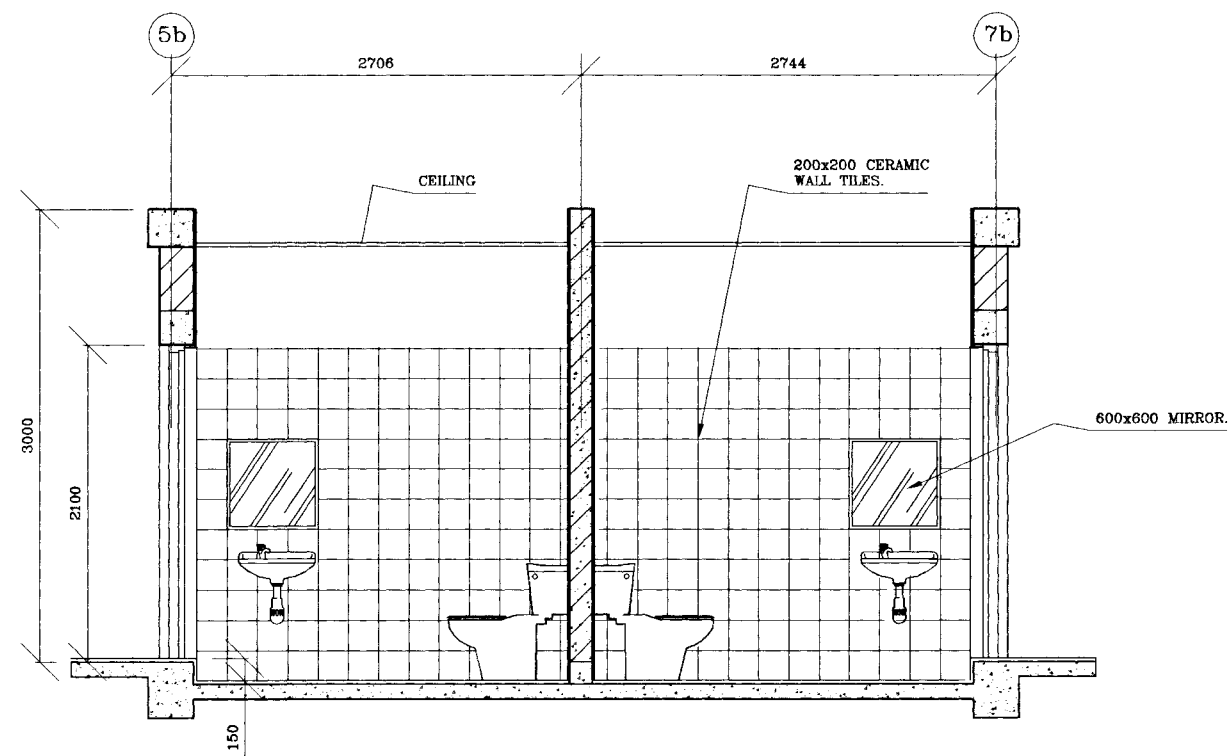 5b
7b
2706
2744
CEILING
200x200 CERAMIC
WALL TILES.
3000
2100
600x600 MIRROR.
150